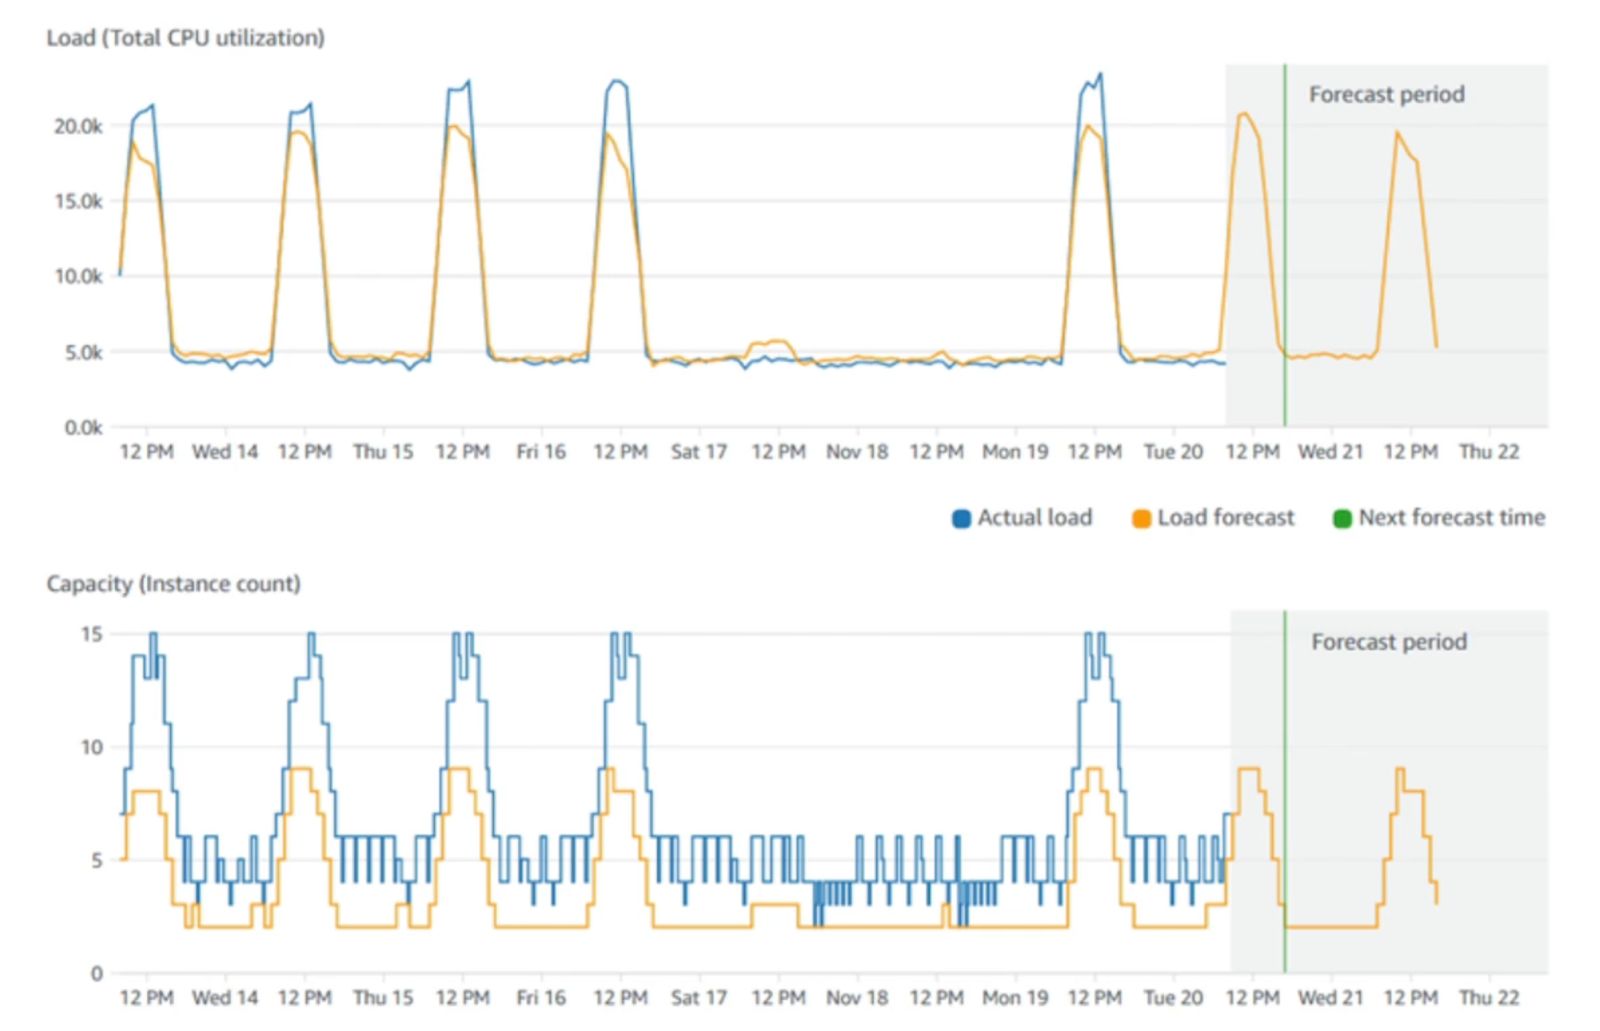 Load (Total CPU utilization)
Forecast period
20.0k
15.0k
10.0k
5.0k
0.0k
12 PM Wed 14 12 PM Thu 15 12 PM Fri 16 12 PM Sat 17 12 PM Nov 18 12 PM Mon 19 12 PM Tue 20 12 PM Wed 21 12 PM Thu 22
Actual load Load forecast Next forecast time
Capacity (Instance count)
15
Forecast period
10
5
0
12 PM Wed 14 12 PM Thu 15 12 PM Fri 16 12 PM Sat 17 12 PM Nov 18 12 PM Mon 19 12 PM Tue 20 12 PM Wed 21 12 PM Thu 22